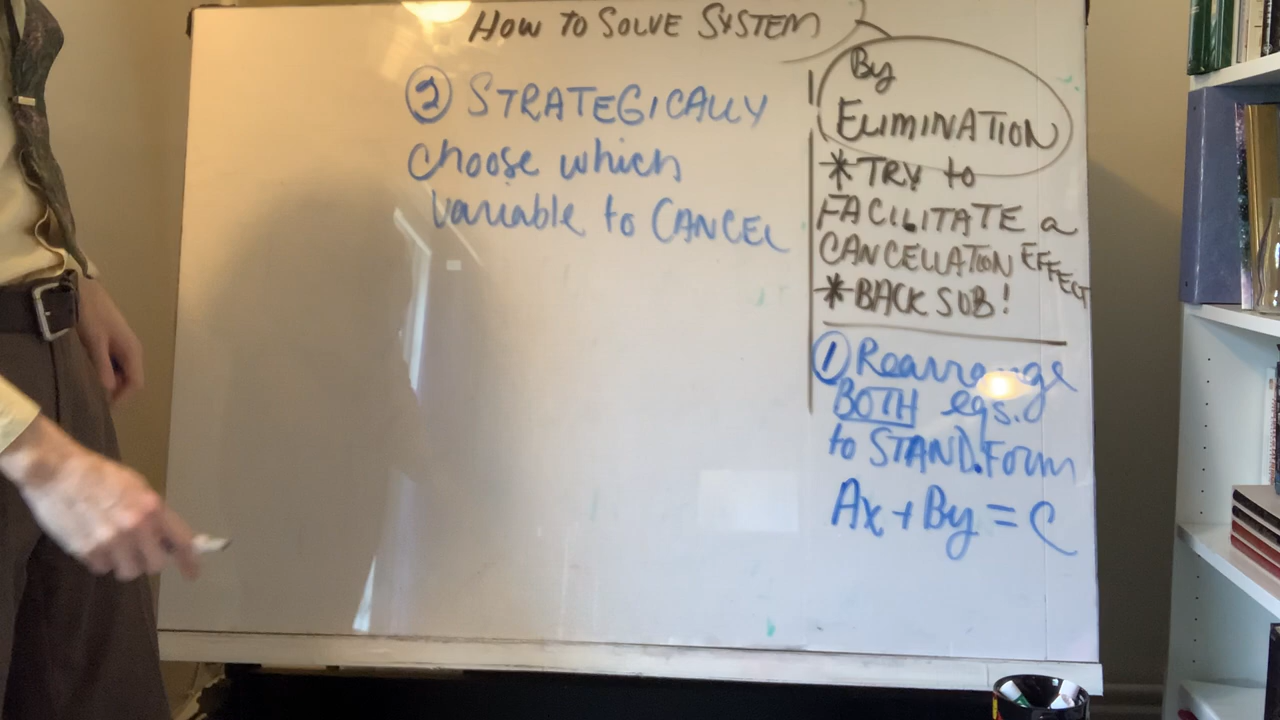 HOW TO SOLVE SYSTEM
By
ELIMINATION
* TRY to
FACILITATE a
CANCELLATION EFFECT
* BACK SUB!
① Rearrange
BOTH eqs.
to STAND. FORM
Ax + By = C
② STRATEGICALLY
choose which
variable to CANCEL